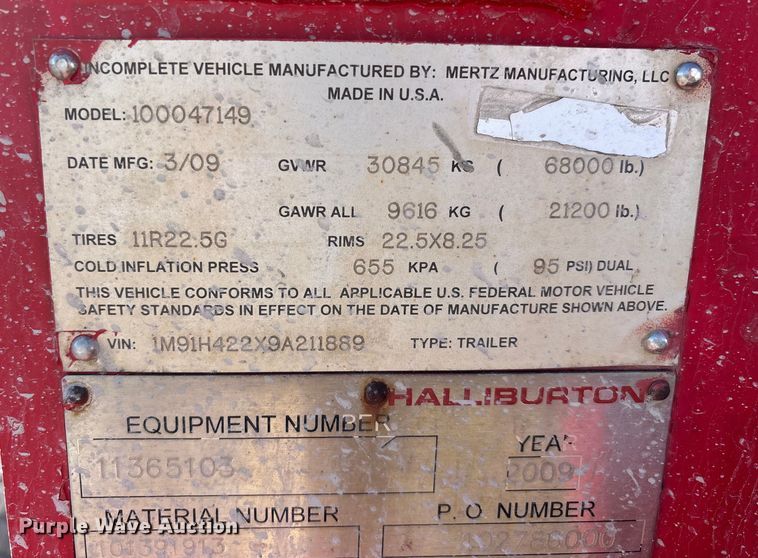 INCOMPLETE VEHICLE MANUFACTURED BY: MERTZ MANUFACTURING, LLC
MADE IN U.S.A.
MODEL: 100047149
DATE MFG: 3/09 GVWR 30845 KG ( 68000 lb.)
GAWR ALL 9616 KG ( 21200 lb.)
TIRES 11R22.5G RIMS 22.5X8.25
COLD INFLATION PRESS 655 KPA ( 95 PSI) DUAL
THIS VEHICLE CONFORMS TO ALL APPLICABLE U.S. FEDERAL MOTOR VEHICLE
SAFETY STANDARDS IN EFFECT ON THE DATE OF MANUFACTURE SHOWN ABOVE.
VIN: 1M91H422X9A211889 TYPE: TRAILER
HALLIBURTON
EQUIPMENT NUMBER
YEAR
11365103 2009
MATERIAL NUMBER P.O NUMBER
Purple Wave Auction